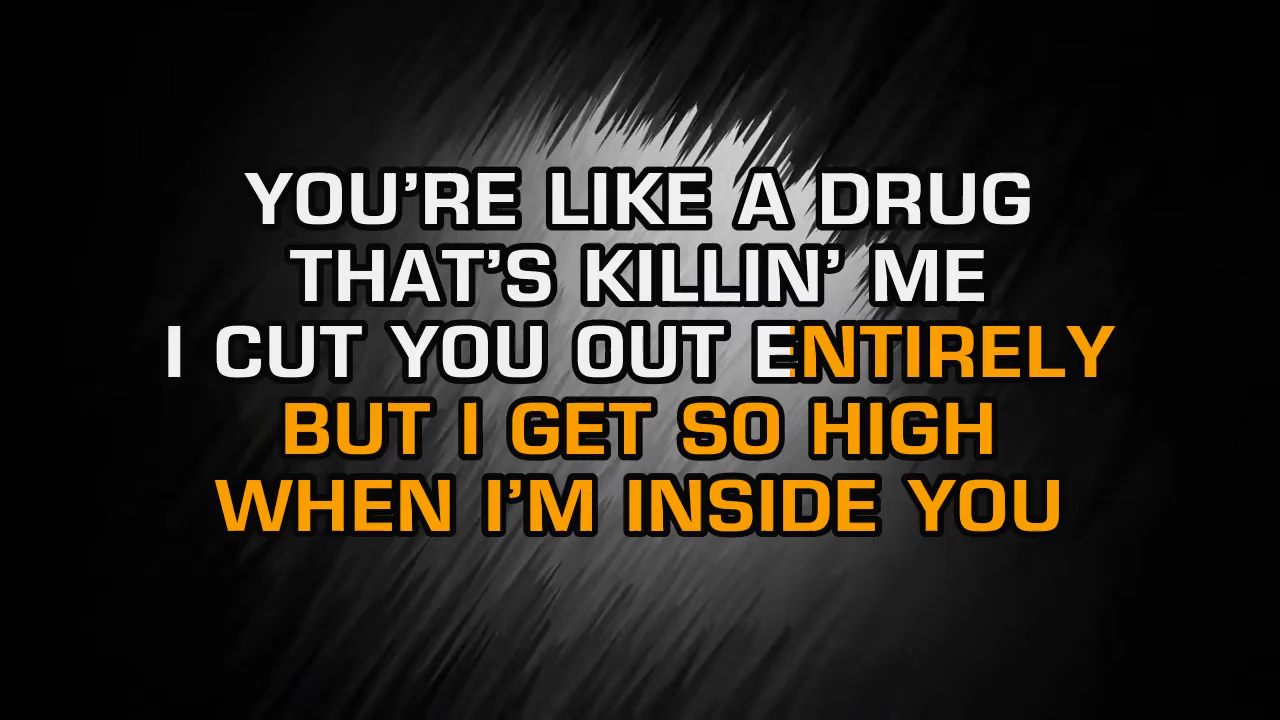 YOU’RE LIKE A DRUG
THAT’S KILLIN’ ME
I CUT YOU OUT ENTIRELY
BUT I GET SO HIGH
WHEN I’M INSIDE YOU